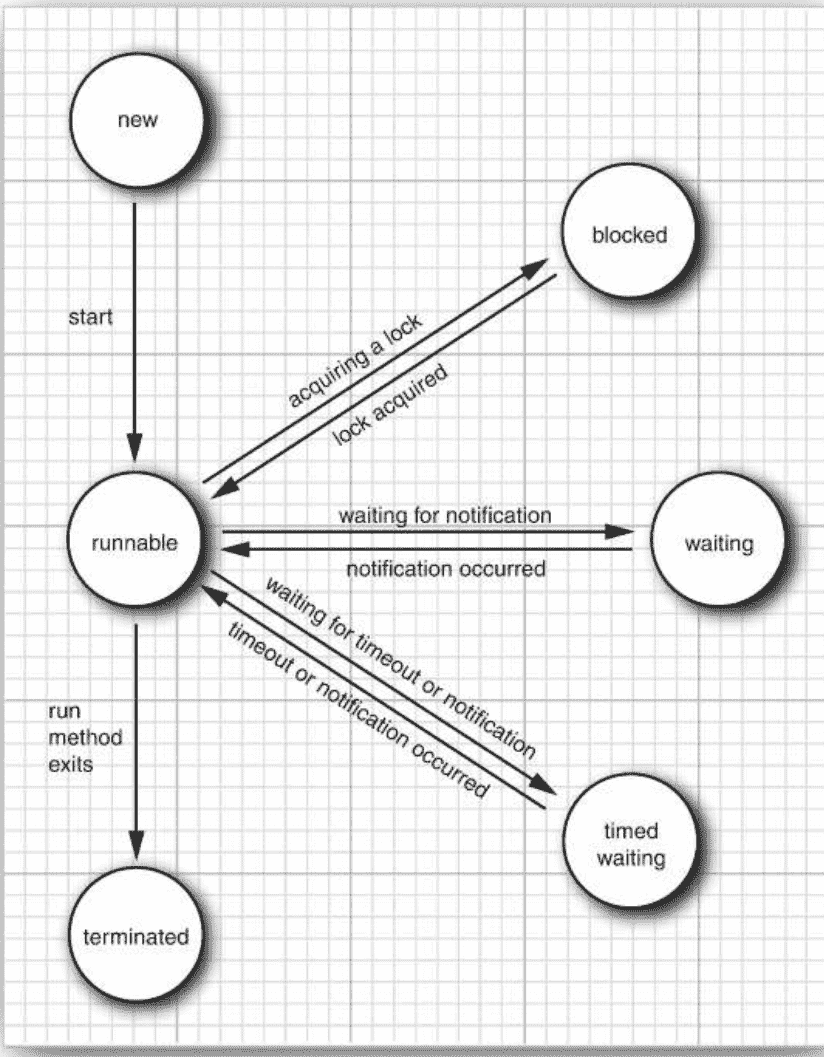 new
blocked
start
acquiring a lock
lock acquired
waiting for notification
runnable
waiting
notification occurred
waiting for timeout or notification
timeout or notification occurred
run
method
exits
timed
waiting
terminated